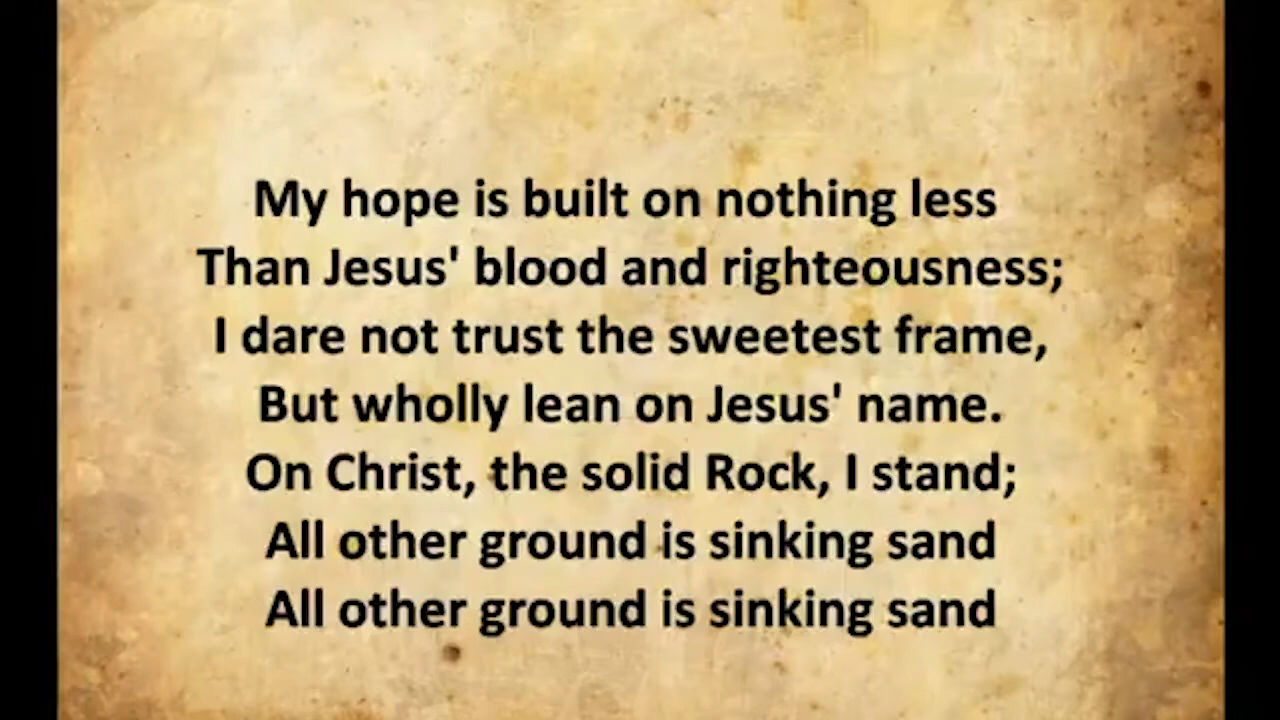 My hope is built on nothing less
Than Jesus' blood and righteousness;
I dare not trust the sweetest frame,
But wholly lean on Jesus' name.
On Christ, the solid Rock, I stand;
All other ground is sinking sand
All other ground is sinking sand